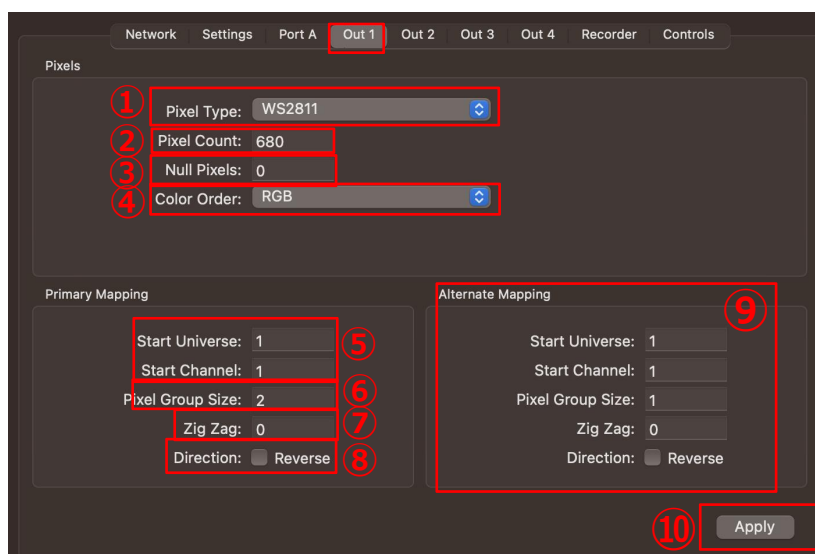 Network Settings Port A Out 1 Out 2 Out 3 Out 4 Recorder Controls
Pixels
① Pixel Type: WS2811
② Pixel Count: 680
③ Null Pixels: 0
④ Color Order: RGB
Primary Mapping
Start Universe: 1
⑤
Start Channel: 1
Pixel Group Size: 2 ⑥
Zig Zag: 0 ⑦
Direction: Reverse ⑧
Alternate Mapping
⑨
Start Universe: 1
Start Channel: 1
Pixel Group Size: 1
Zig Zag: 0
Direction: Reverse
⑩ Apply